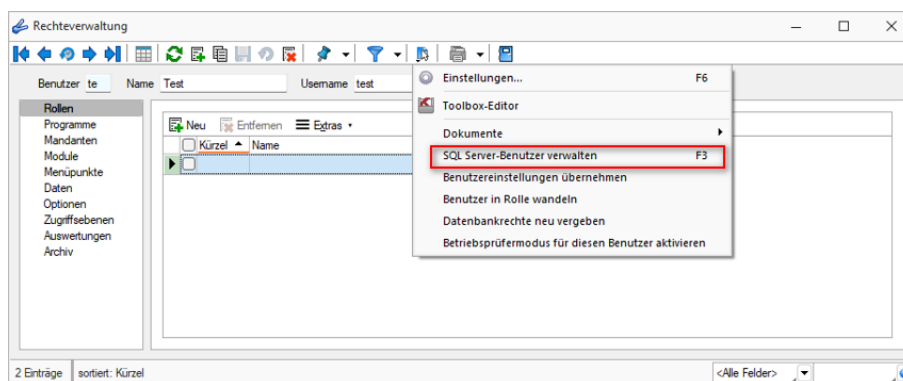 Rechteverwaltung
Benutzer te Name Test Username test
Einstellungen... F6
Toolbox-Editor
Dokumente
SQL Server-Benutzer verwalten F3
Benutzereinstellungen übernehmen
Benutzer in Rolle wandeln
Datenbankrechte neu vergeben
Betriebsprüfermodus für diesen Benutzer aktivieren
Rollen
Programme
Mandanten
Module
Menüpunkte
Daten
Optionen
Zugriffsebenen
Auswertungen
Archiv
Neu Entfernen Extras
Kürzel Name
2 Einträge sortiert: Kürzel <Alle Felder>